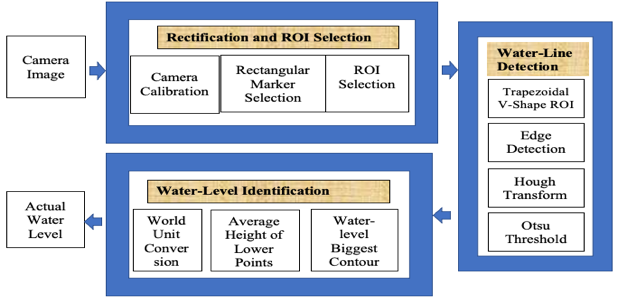 Camera
Image
Rectification and ROI Selection
Camera
Calibration
Rectangular
Marker
Selection
ROI
Selection
Water-Line
Detection
Trapezoidal
V-Shape ROI
Edge
Detection
Hough
Transform
Otsu
Threshold
Water-Level Identification
Water-
level
Biggest
Contour
Average
Height of
Lower
Points
World
Unit
Conver
sion
Actual
Water
Level